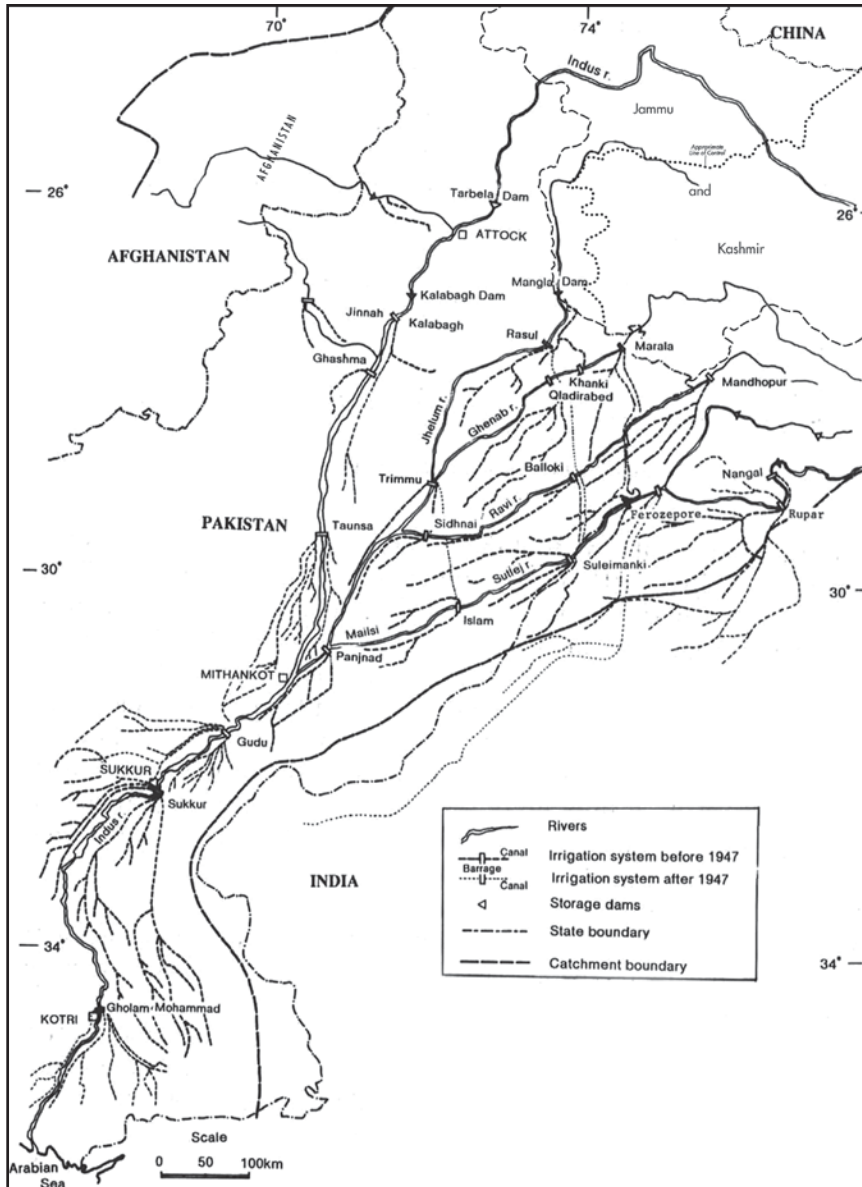 70°
74°
CHINA
Indus r.
Jammu
Approximate
Line of Control
AFGHANISTAN
26°
Tarbela Dam
and
26°
ATTOCK
AFGHANISTAN
Kashmir
Mangla Dam
Kalabagh Dam
Jinnah
Kalabagh
Rasul
Marala
Ghashma
Khanki
Mandhopur
Qladirabed
Jhelum r.
Ghenab r.
Balloki
Nangal
Trimmu
Ravi r.
PAKISTAN
Taunsa
Sidhnai
Ferozepore
Rupar
30°
Sutlej r.
Suleimanki
30°
Islam
Mailsi
Panjnad
MITHANKOT
Gudu
SUKKUR
Sukkur
Indus r.
INDIA
Rivers
Canal
Irrigation system before 1947
Barrage
Canal
Irrigation system after 1947
Storage dams
State boundary
Catchment boundary
34°
34°
Gholam Mohammad
KOTRI
Scale
0 50 100km
Arabian
Sea